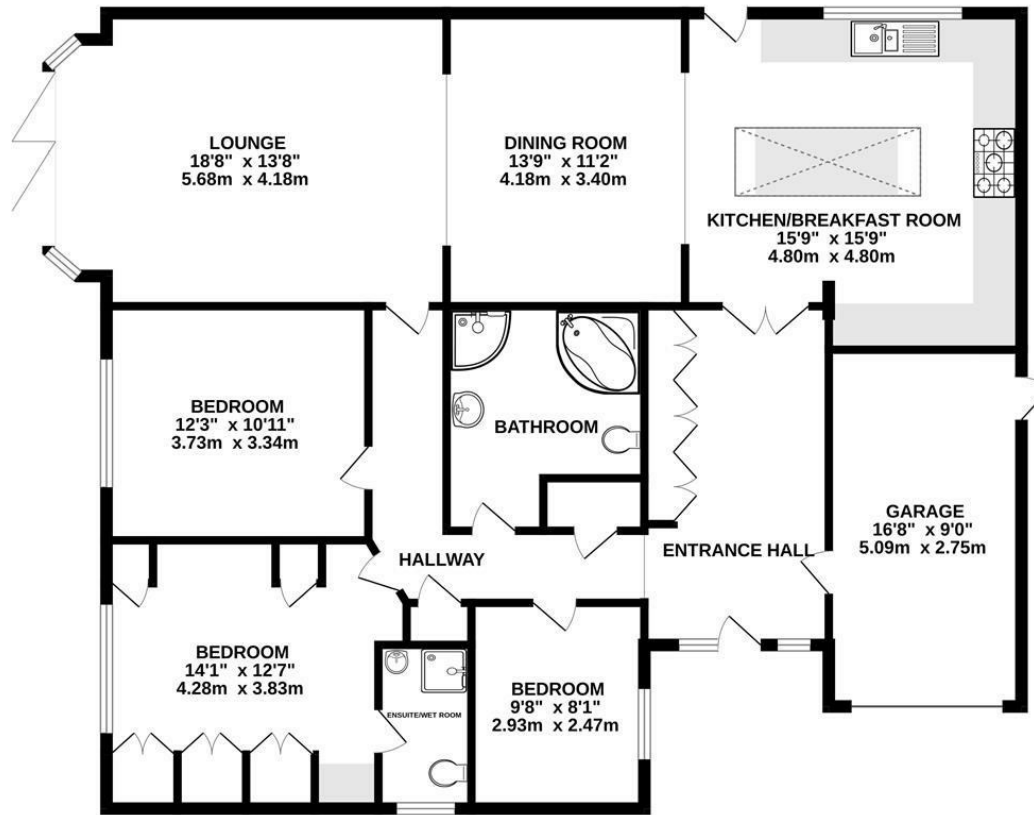 LOUNGE
18'8" x 13'8"
5.68m x 4.18m
DINING ROOM
13'9" x 11'2"
4.18m x 3.40m
KITCHEN/BREAKFAST ROOM
15'9" x 15'9"
4.80m x 4.80m
BEDROOM
12'3" x 10'11"
3.73m x 3.34m
BATHROOM
GARAGE
16'8" x 9'0"
5.09m x 2.75m
HALLWAY
ENTRANCE HALL
BEDROOM
14'1" x 12'7"
4.28m x 3.83m
ENSUITE/WET ROOM
BEDROOM
9'8" x 8'1"
2.93m x 2.47m